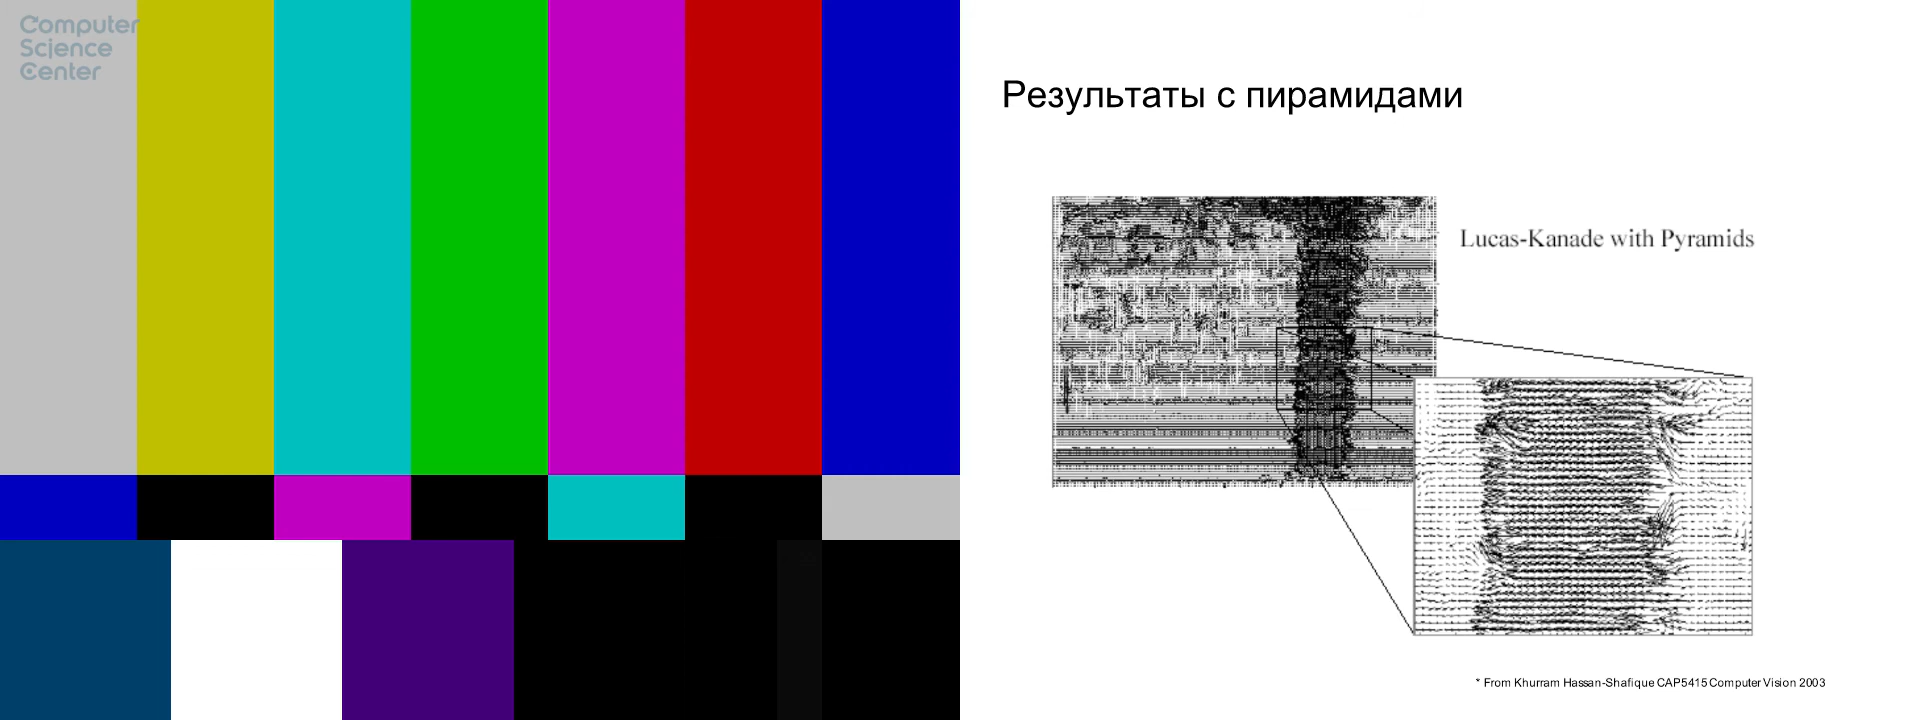 Computer
Science
Center
Результаты с пирамидами
Lucas-Kanade with Pyramids
* From Khurram Hassan-Shafique CAP5415 Computer Vision 2003